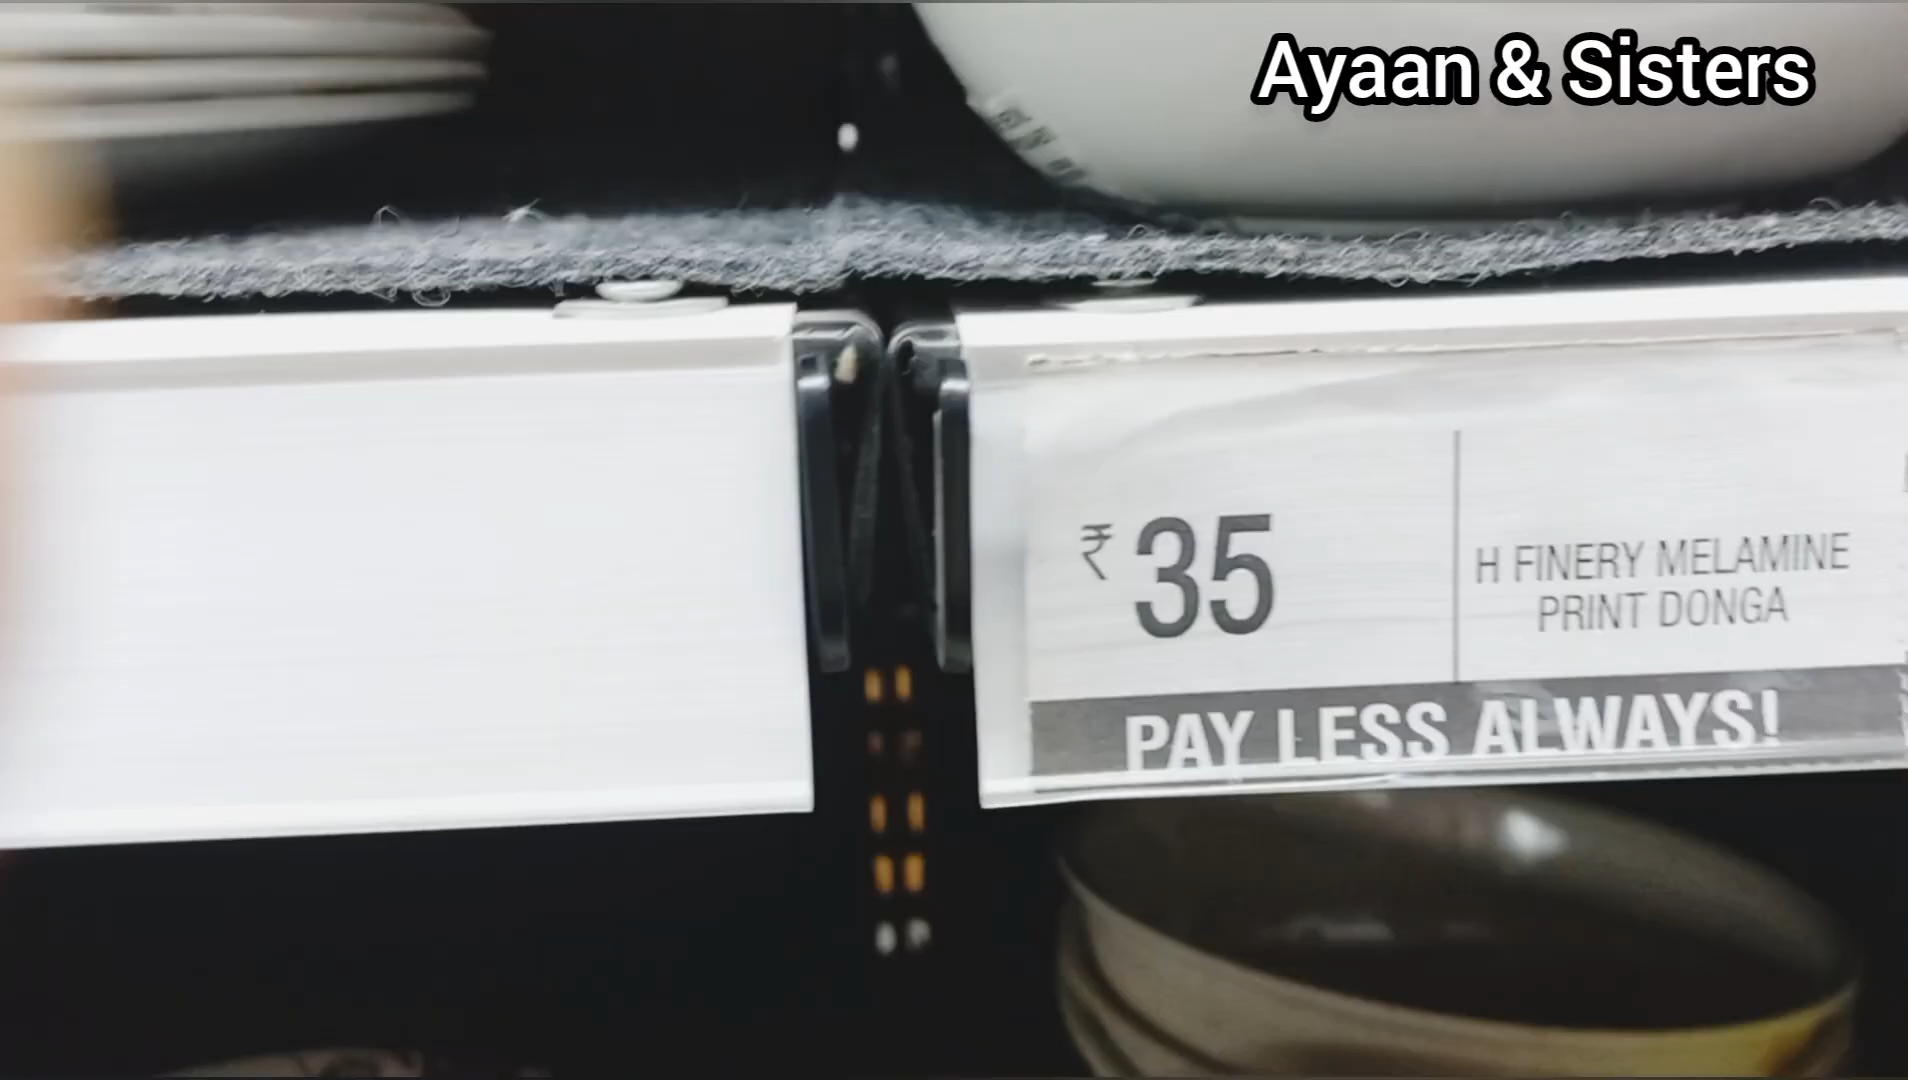 Ayaan & Sisters
₹ 35
H FINERY MELAMINE
PRINT DONGA
PAY LESS ALWAYS!